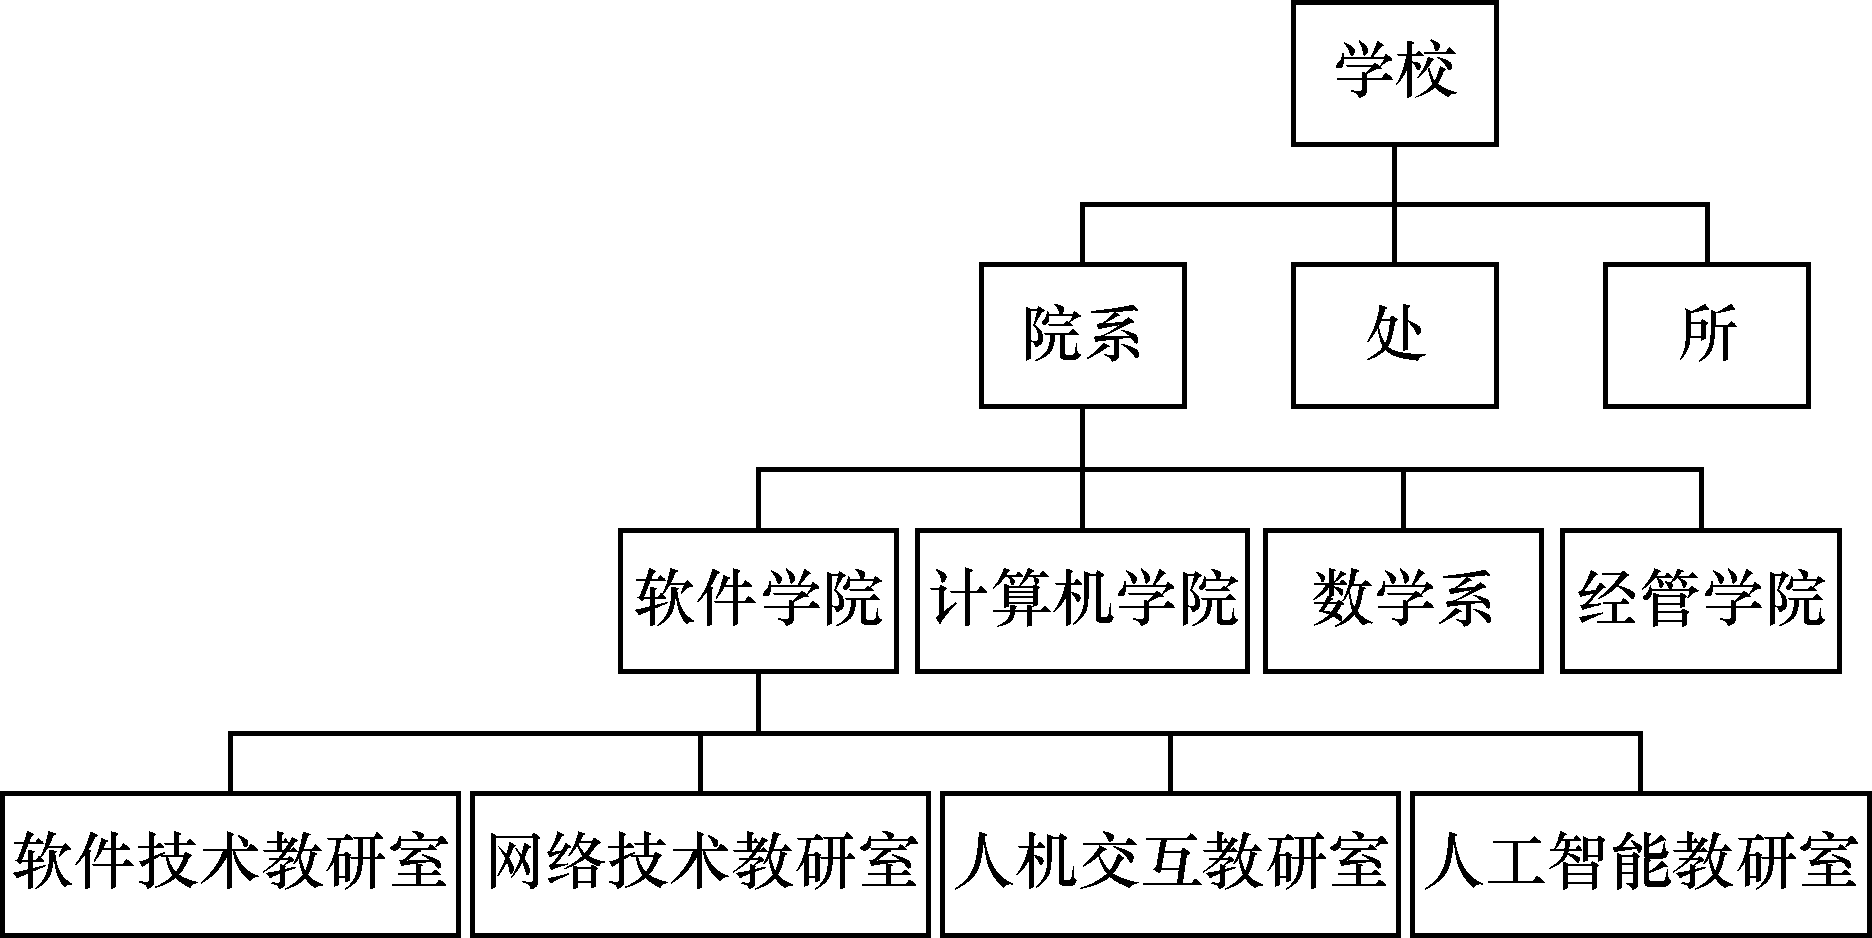 学校
院系
处
所
软件学院
计算机学院
数学系
经管学院
软件技术教研室
网络技术教研室
人机交互教研室
人工智能教研室